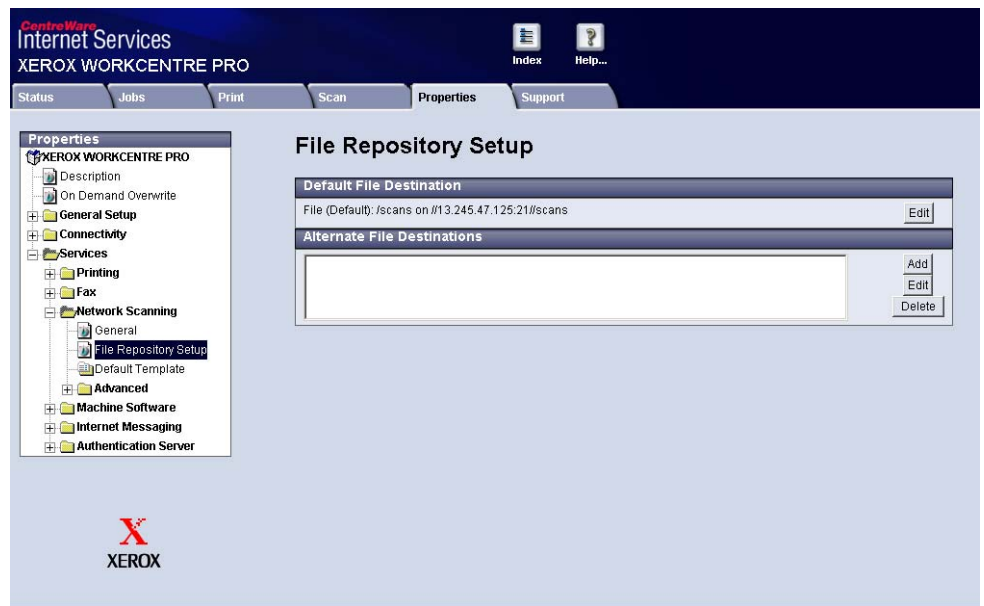 CentreWare
Internet Services
XEROX WORKCENTRE PRO
Index
Help...
Status
Jobs
Print
Scan
Properties
Support
Properties
XEROX WORKCENTRE PRO
Description
On Demand Overwrite
General Setup
Connectivity
Services
Printing
Fax
Network Scanning
General
File Repository Setup
Default Template
Advanced
Machine Software
Internet Messaging
Authentication Server
XEROX
File Repository Setup
Default File Destination
File (Default): /scans on //13.245.47.125:21//scans
Edit
Alternate File Destinations
Add
Edit
Delete